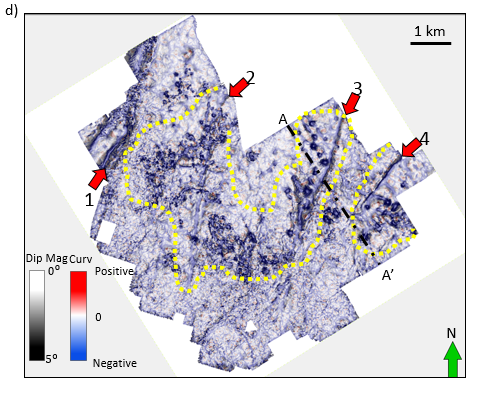 d)
1 km
2
3
A
4
1
A'
Dip Mag Curv
0° Positive
0
5° Negative
N